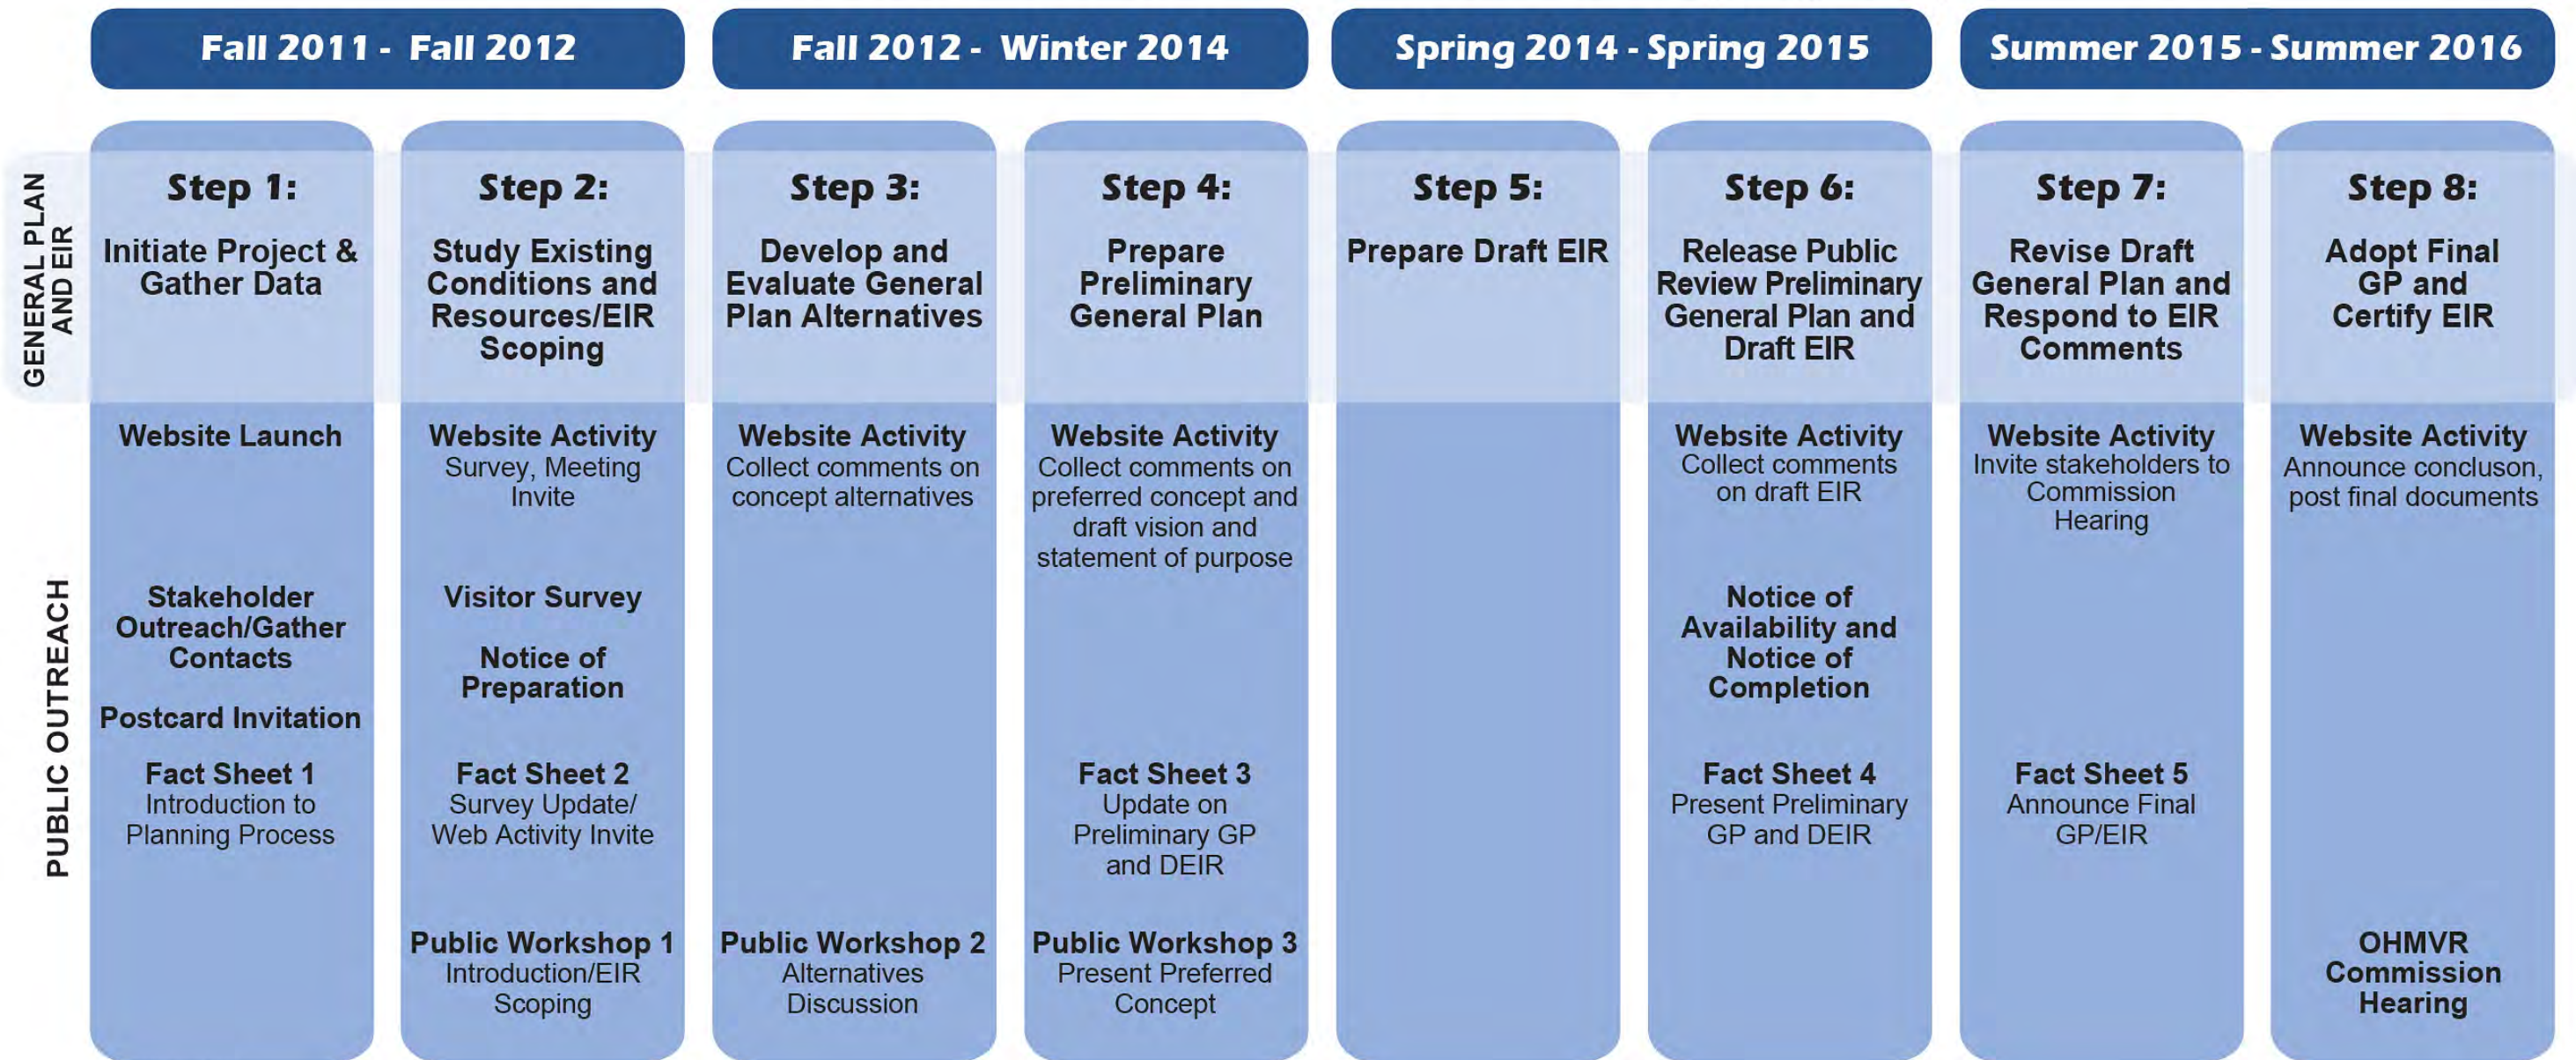 Fall 2011 - Fall 2012
Fall 2012 - Winter 2014
Spring 2014 - Spring 2015
Summer 2015 - Summer 2016
GENERAL PLAN
AND EIR
Step 1:
Initiate Project &
Gather Data
Step 2:
Study Existing
Conditions and
Resources/EIR
Scoping
Step 3:
Develop and
Evaluate General
Plan Alternatives
Step 4:
Prepare
Preliminary
General Plan
Step 5:
Prepare Draft EIR
Step 6:
Release Public
Review Preliminary
General Plan and
Draft EIR
Step 7:
Revise Draft
General Plan and
Respond to EIR
Comments
Step 8:
Adopt Final
GP and
Certify EIR
PUBLIC OUTREACH
Website Launch
Stakeholder
Outreach/Gather
Contacts
Postcard Invitation
Fact Sheet 1
Introduction to
Planning Process
Website Activity
Survey, Meeting
Invite
Visitor Survey
Notice of
Preparation
Fact Sheet 2
Survey Update/
Web Activity Invite
Public Workshop 1
Introduction/EIR
Scoping
Website Activity
Collect comments on
concept alternatives
Public Workshop 2
Alternatives
Discussion
Website Activity
Collect comments on
preferred concept and
draft vision and
statement of purpose
Fact Sheet 3
Update on
Preliminary GP
and DEIR
Public Workshop 3
Present Preferred
Concept
Website Activity
Collect comments
on draft EIR
Notice of
Availability and
Notice of
Completion
Fact Sheet 4
Present Preliminary
GP and DEIR
Website Activity
Invite stakeholders to
Commission
Hearing
Fact Sheet 5
Announce Final
GP/EIR
Website Activity
Announce concluson,
post final documents
OHMVR
Commission
Hearing